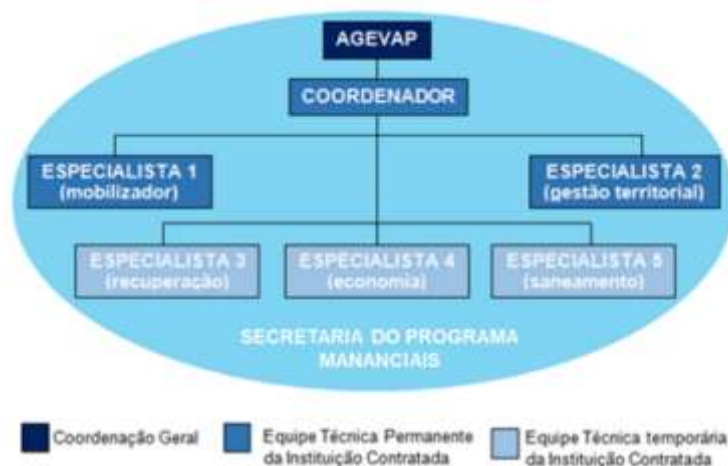 AGEVAP
COORDENADOR
ESPECIALISTA 1
(mobilizador)
ESPECIALISTA 2
(gestão territorial)
ESPECIALISTA 3
(recuperação)
ESPECIALISTA 4
(economia)
ESPECIALISTA 5
(saneamento)
SECRETARIA DO PROGRAMA
MANANCIAIS
Coordenação Geral
Equipe Técnica Permanente
da Instituição Contratada
Equipe Técnica temporária
da Instituição Contratada